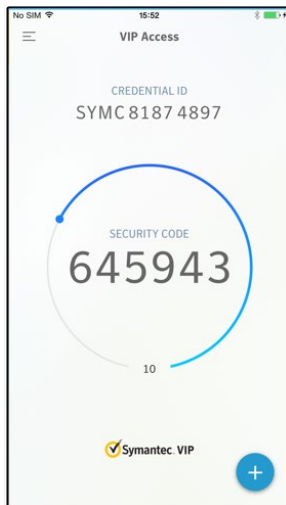 No SIM 15:52
VIP Access
CREDENTIAL ID
SYMC 8187 4897
SECURITY CODE
645943
10
Symantec. VIP
+